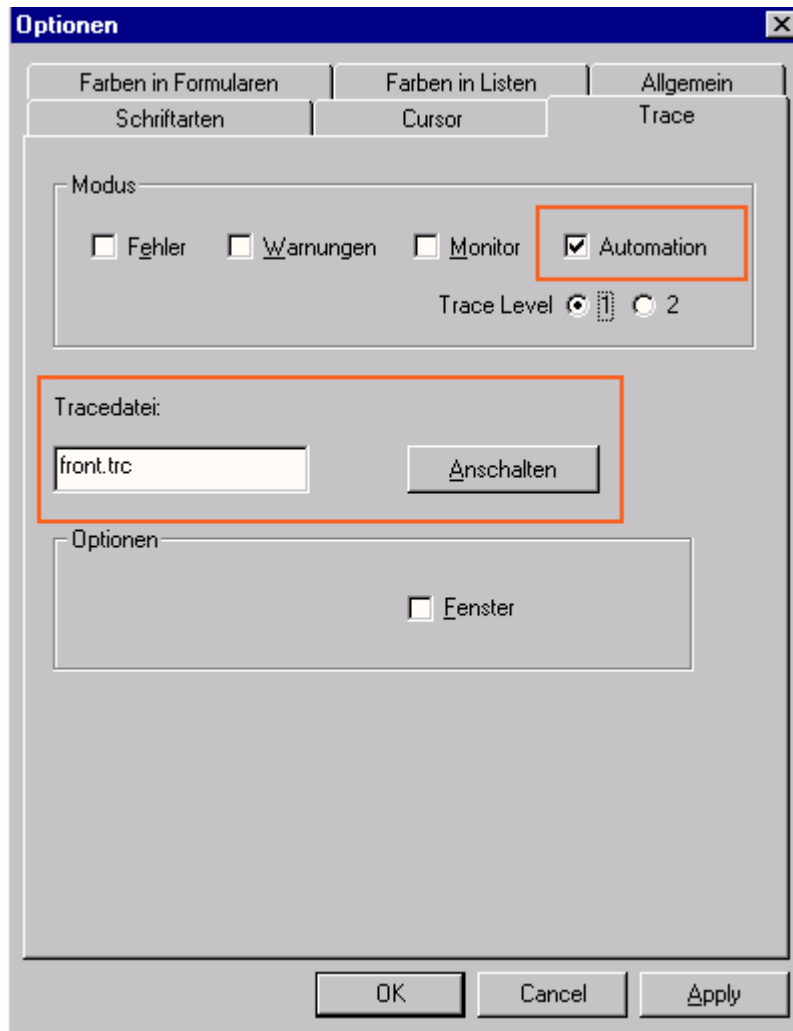 Optionen
Farben in Formularen Farben in Listen Allgemein
Schriftarten Cursor Trace
Modus
Fehler Warnungen Monitor Automation
Trace Level 1 2
Tracedatei:
front.trc Anschalten
Optionen
Fenster
OK Cancel Apply